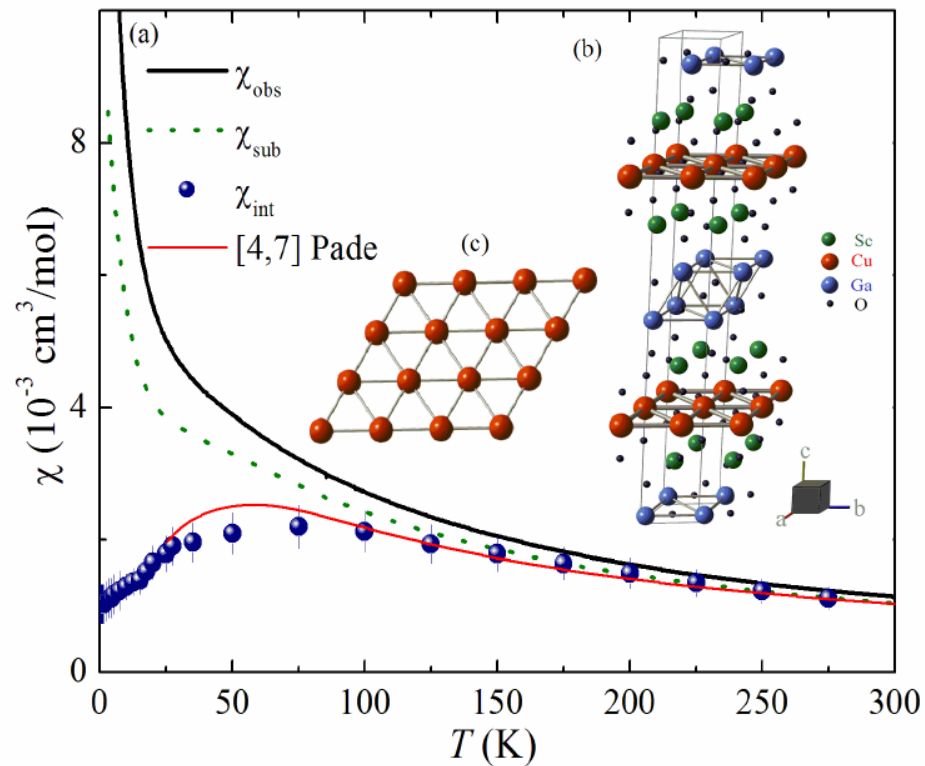 (a)
χobs
χsub
χint
[4,7] Pade
(b)
(c)
Sc
Cu
Ga
O
c
a
b
χ (10⁻³ cm³/mol)
8
4
0
0 50 100 150 200 250 300
T (K)